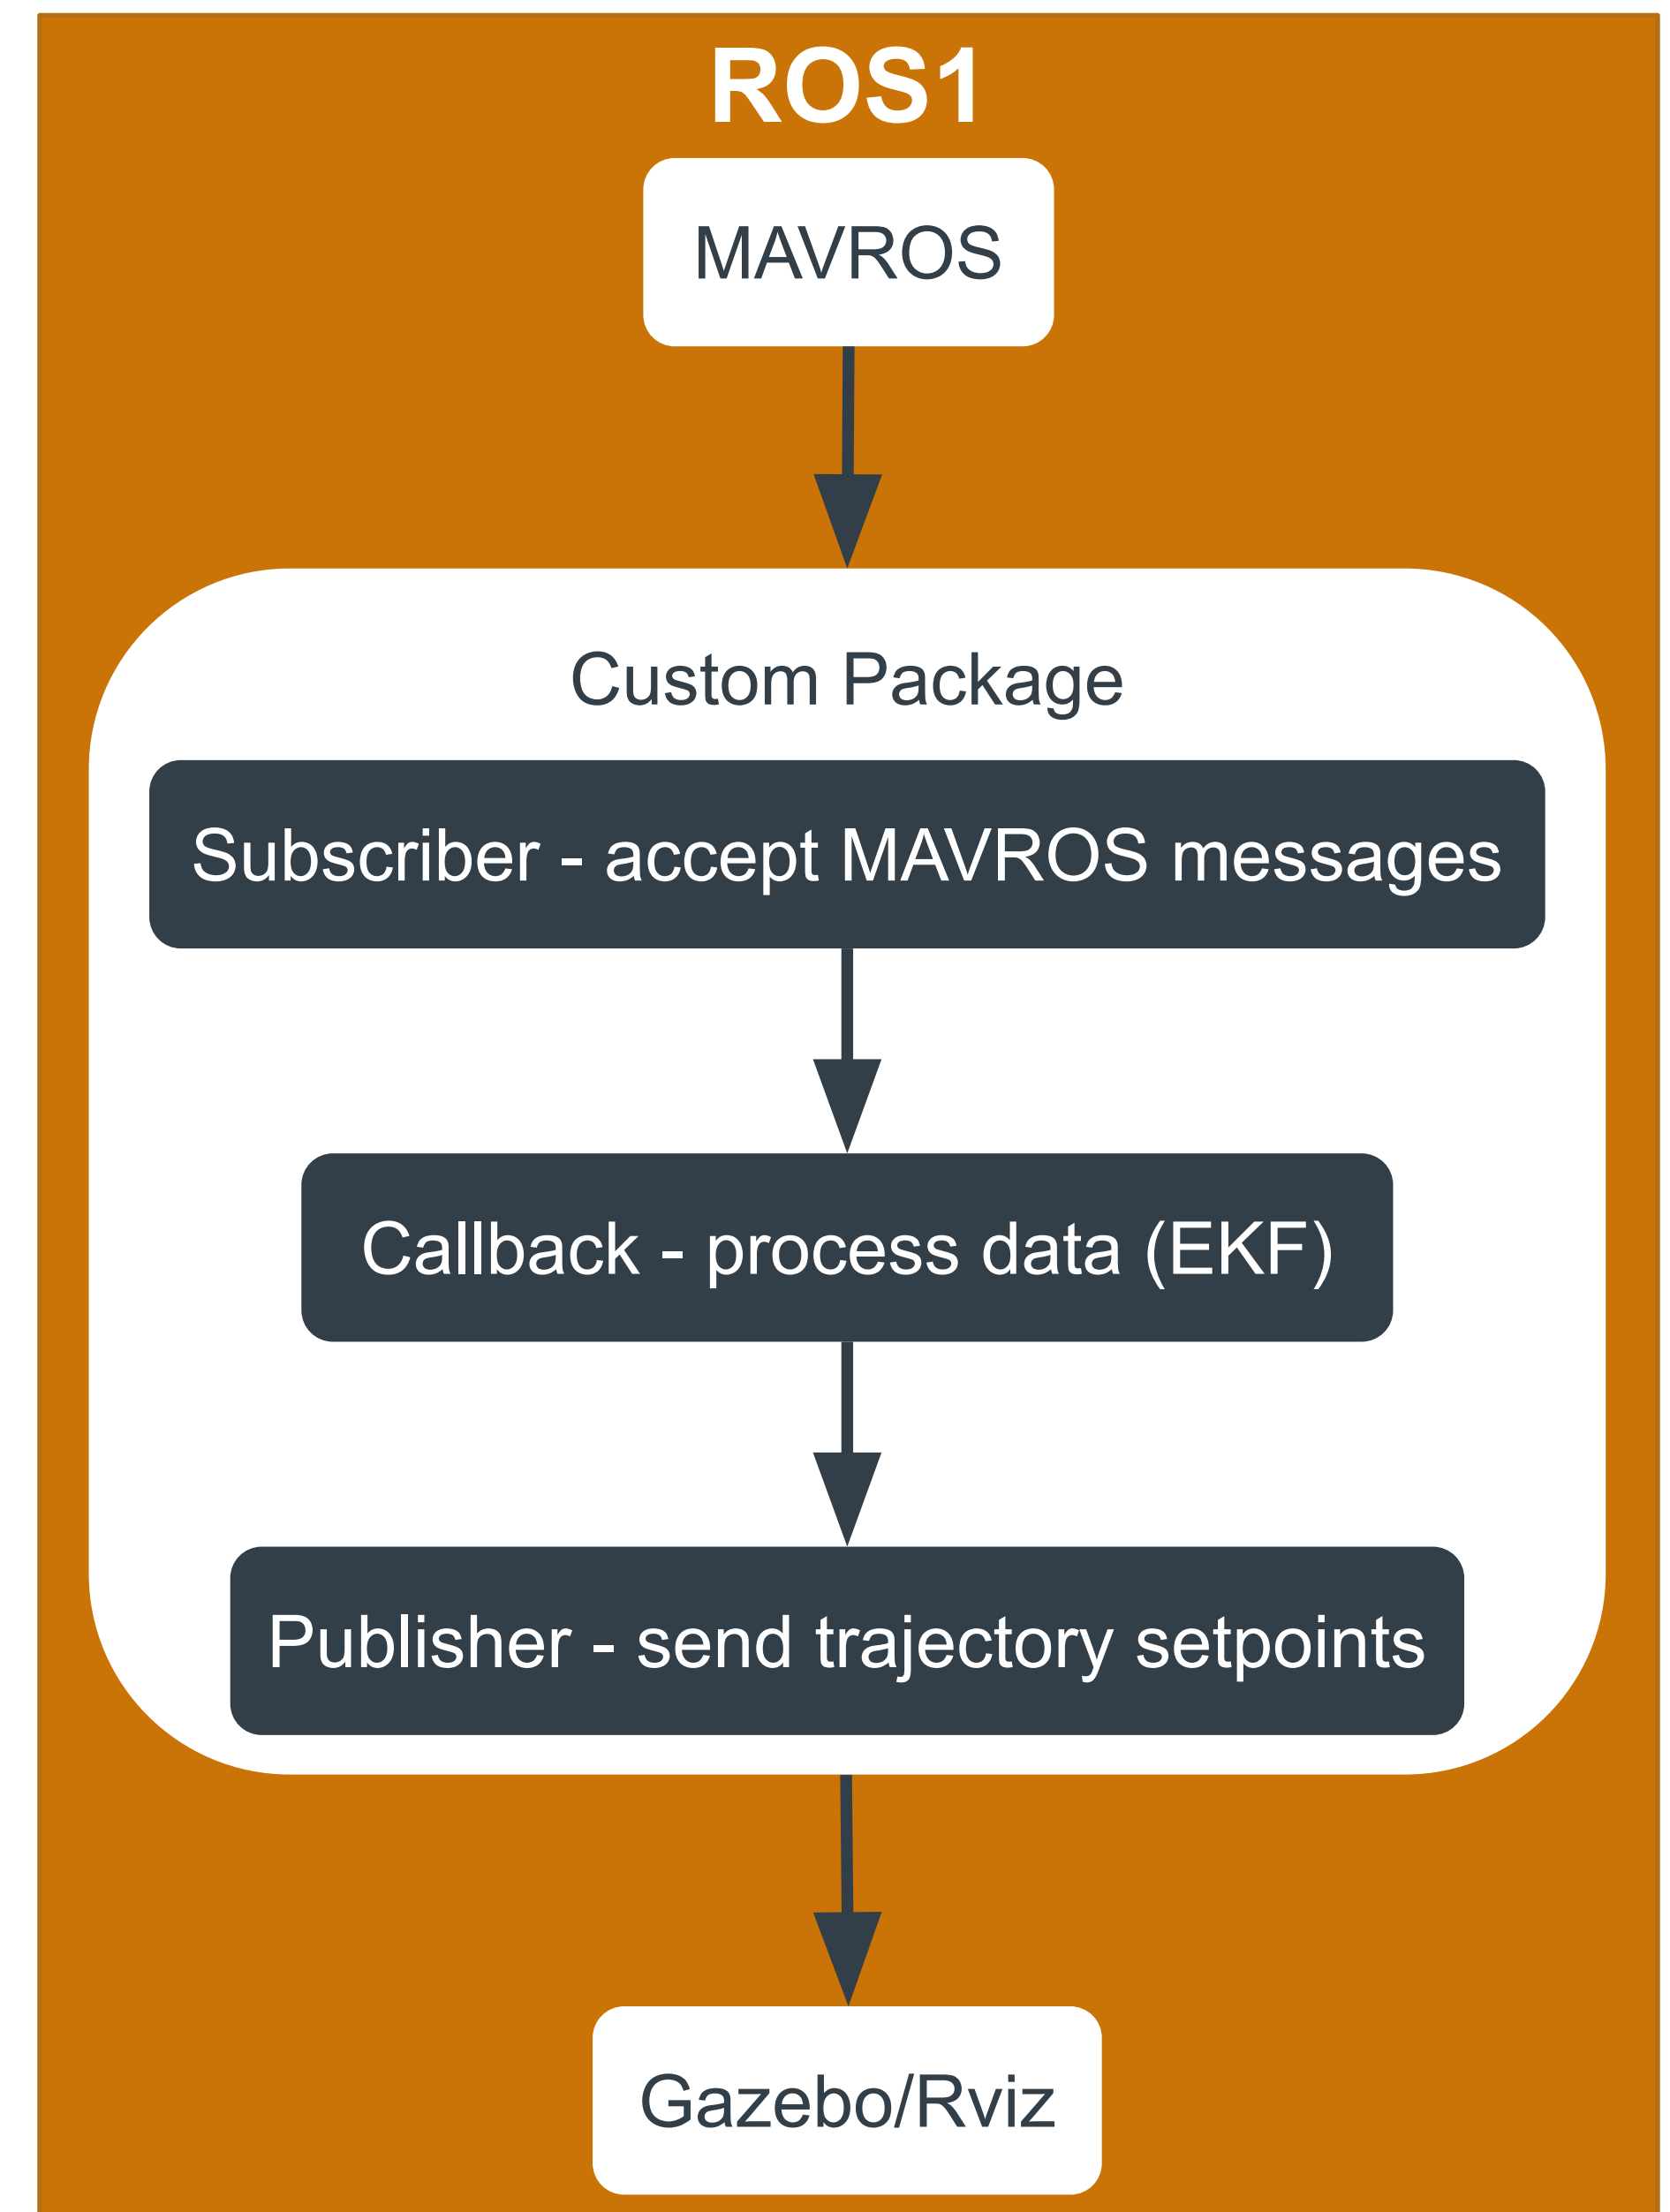 ROS1
MAVROS
Custom Package
Subscriber - accept MAVROS messages
Callback - process data (EKF)
Publisher - send trajectory setpoints
Gazebo/Rviz